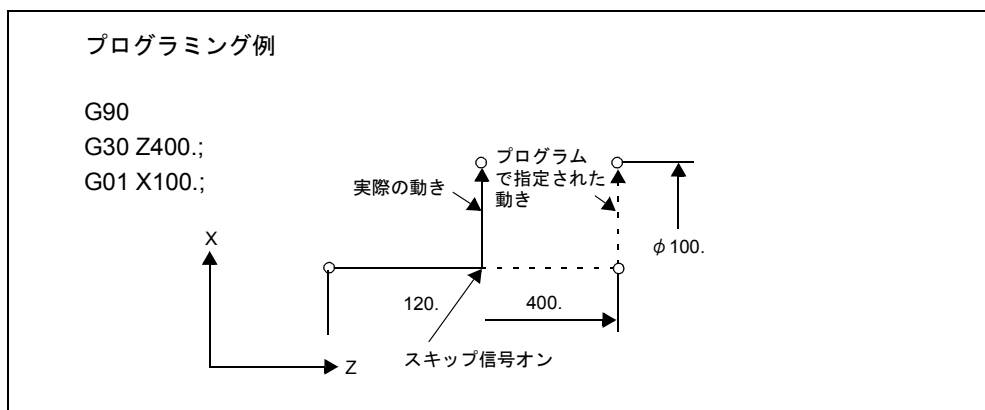 プログラミング例
G90
G30 Z400.;
G01 X100.;
実際の動き
プログラム
で指定された
動き
φ100.
X
120.
400.
Z
スキップ信号オン